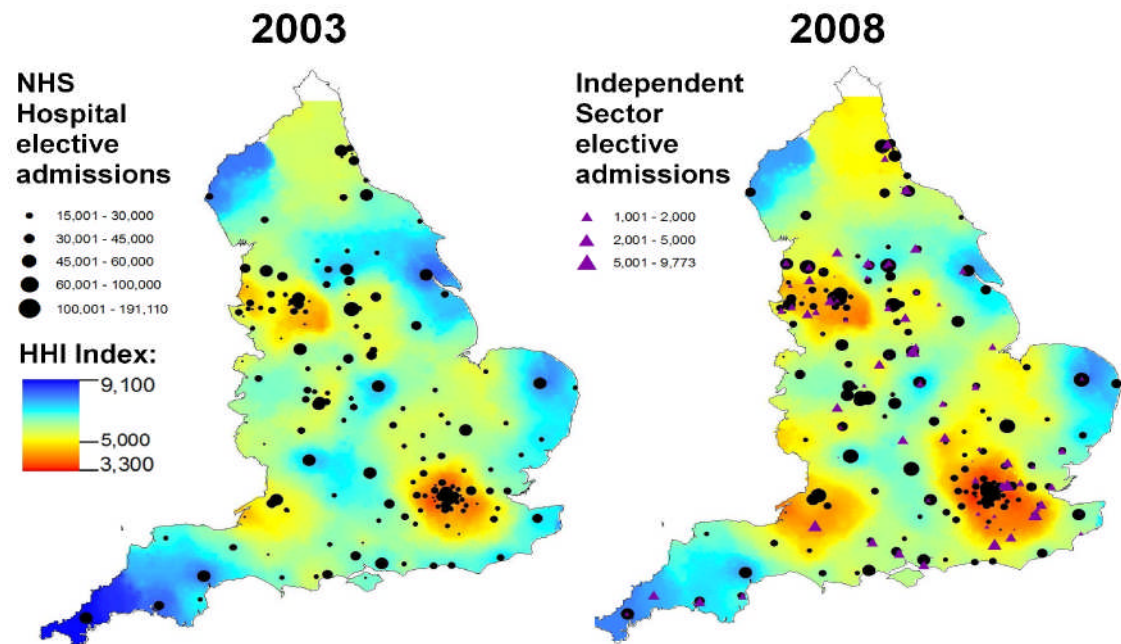 2003
2008
NHS
Hospital
elective
admissions
15,001 - 30,000
30,001 - 45,000
45,001 - 60,000
60,001 - 100,000
100,001 - 191,110
HHI Index:
9,100
5,000
3,300
Independent
Sector
elective
admissions
1,001 - 2,000
2,001 - 5,000
5,001 - 9,773